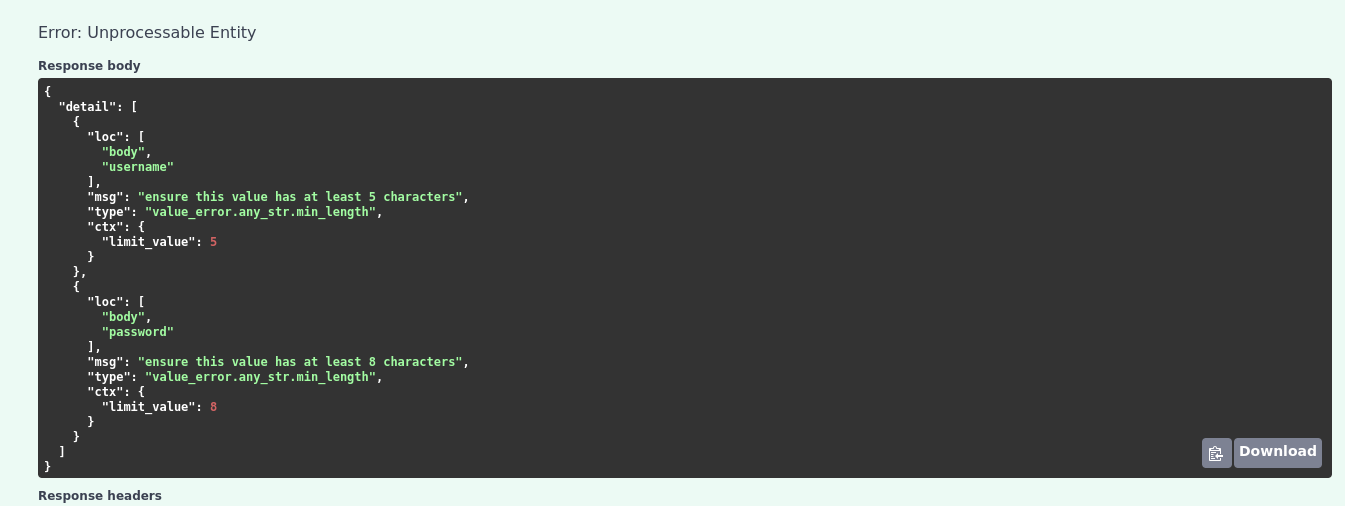 Error: Unprocessable Entity
Response body
{
  "detail": [
    {
      "loc": [
        "body",
        "username"
      ],
      "msg": "ensure this value has at least 5 characters",
      "type": "value_error.any_str.min_length",
      "ctx": {
        "limit_value": 5
      }
    },
    {
      "loc": [
        "body",
        "password"
      ],
      "msg": "ensure this value has at least 8 characters",
      "type": "value_error.any_str.min_length",
      "ctx": {
        "limit_value": 8
      }
    }
  ]
}
Download
Response headers